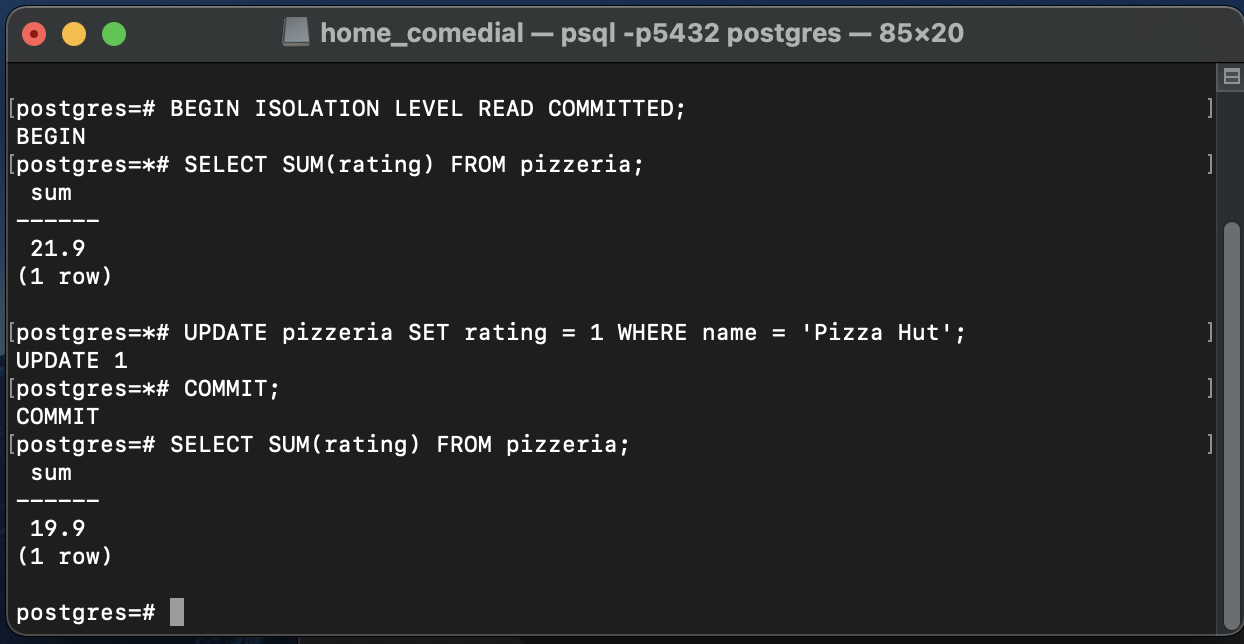 home_comedial — psql -p5432 postgres — 85×20
[postgres=# BEGIN ISOLATION LEVEL READ COMMITTED; ]
BEGIN
[postgres=*# SELECT SUM(rating) FROM pizzeria; ]
sum
------
21.9
(1 row)
[postgres=*# UPDATE pizzeria SET rating = 1 WHERE name = 'Pizza Hut'; ]
UPDATE 1
[postgres=*# COMMIT; ]
COMMIT
[postgres=# SELECT SUM(rating) FROM pizzeria; ]
sum
------
19.9
(1 row)
postgres=#